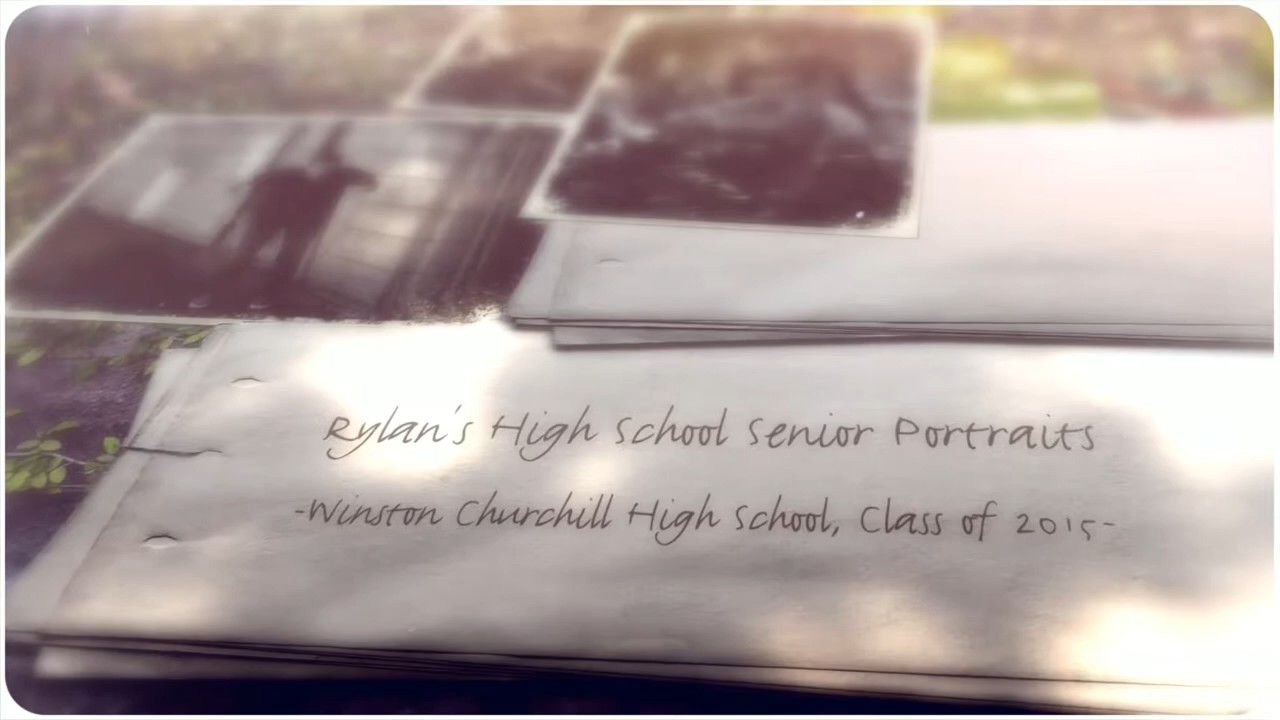 Rylan's High School Senior Portraits
-Winston Churchill High School, Class of 2015-